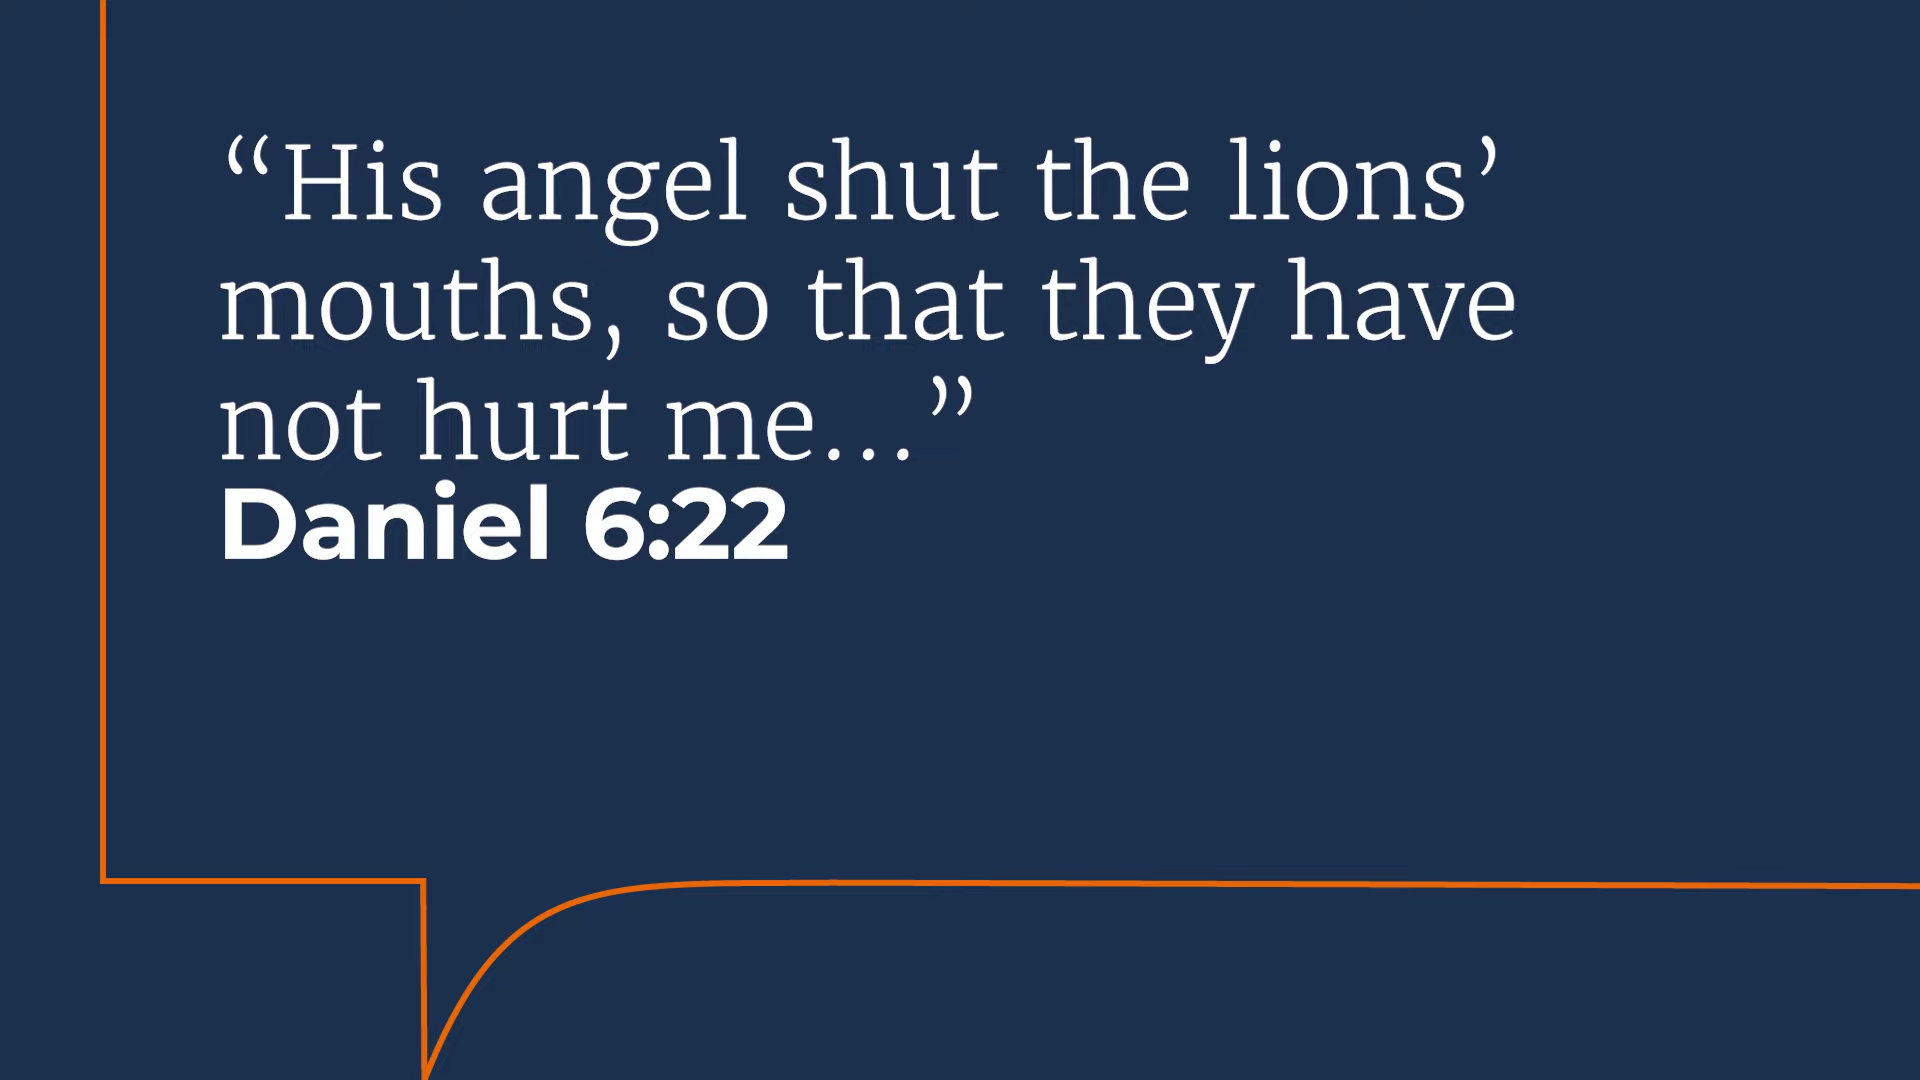 “His angel shut the lions’
mouths, so that they have
not hurt me...”
Daniel 6:22